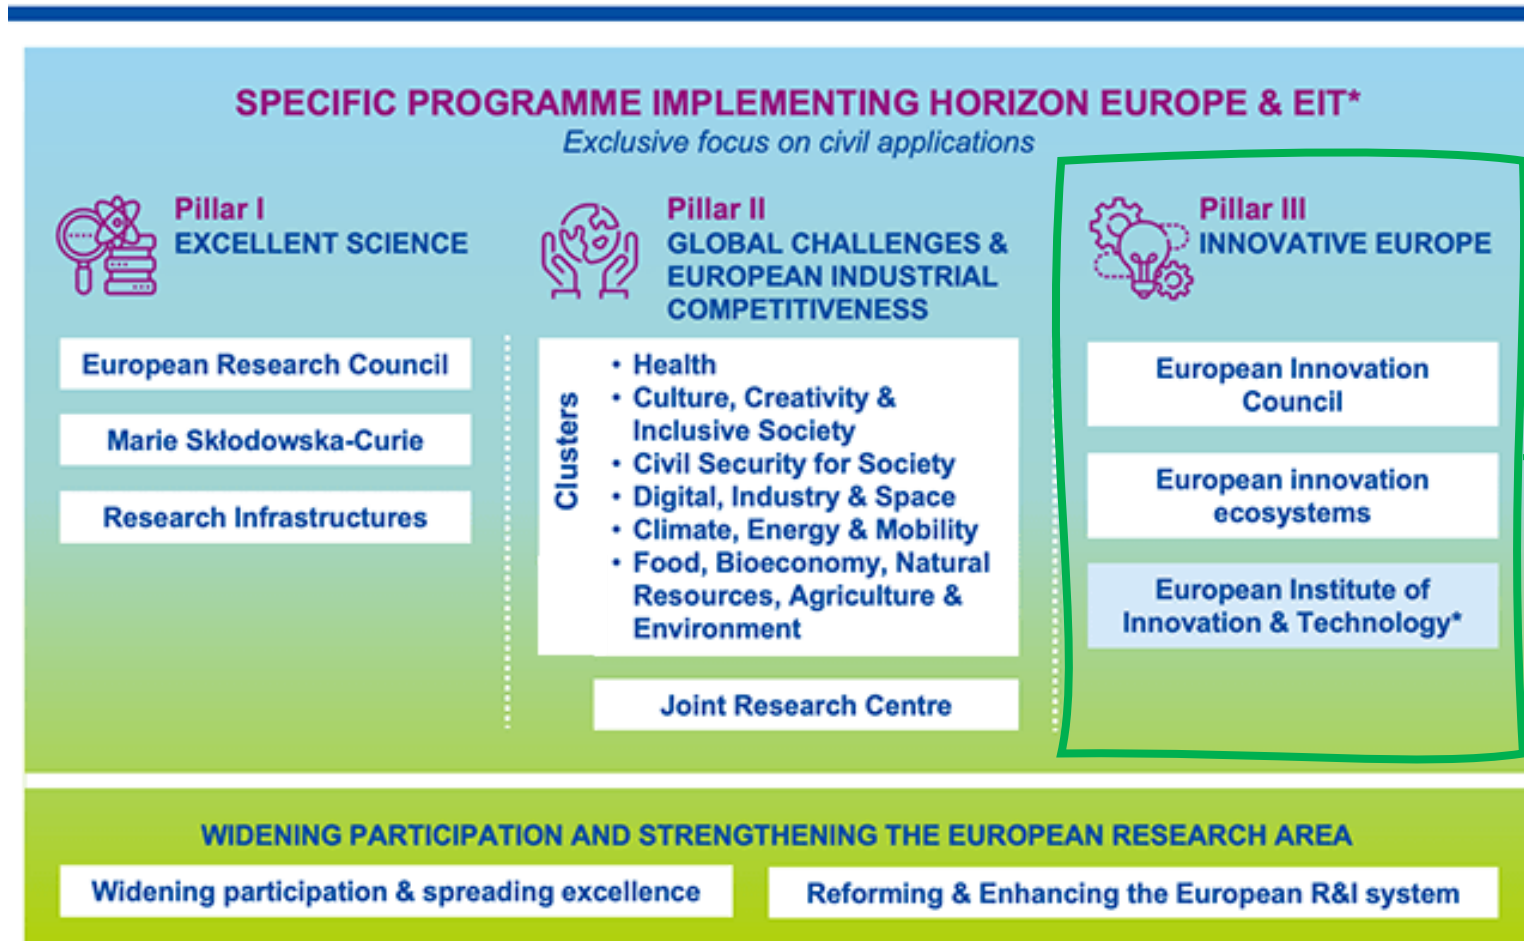 SPECIFIC PROGRAMME IMPLEMENTING HORIZON EUROPE & EIT*
Exclusive focus on civil applications
Pillar I
EXCELLENT SCIENCE
European Research Council
Marie Skłodowska-Curie
Research Infrastructures
Pillar II
GLOBAL CHALLENGES &
EUROPEAN INDUSTRIAL
COMPETITIVENESS
Clusters
• Health
• Culture, Creativity &
Inclusive Society
• Civil Security for Society
• Digital, Industry & Space
• Climate, Energy & Mobility
• Food, Bioeconomy, Natural
Resources, Agriculture &
Environment
Joint Research Centre
Pillar III
INNOVATIVE EUROPE
European Innovation
Council
European innovation
ecosystems
European Institute of
Innovation & Technology*
WIDENING PARTICIPATION AND STRENGTHENING THE EUROPEAN RESEARCH AREA
Widening participation & spreading excellence
Reforming & Enhancing the European R&I system